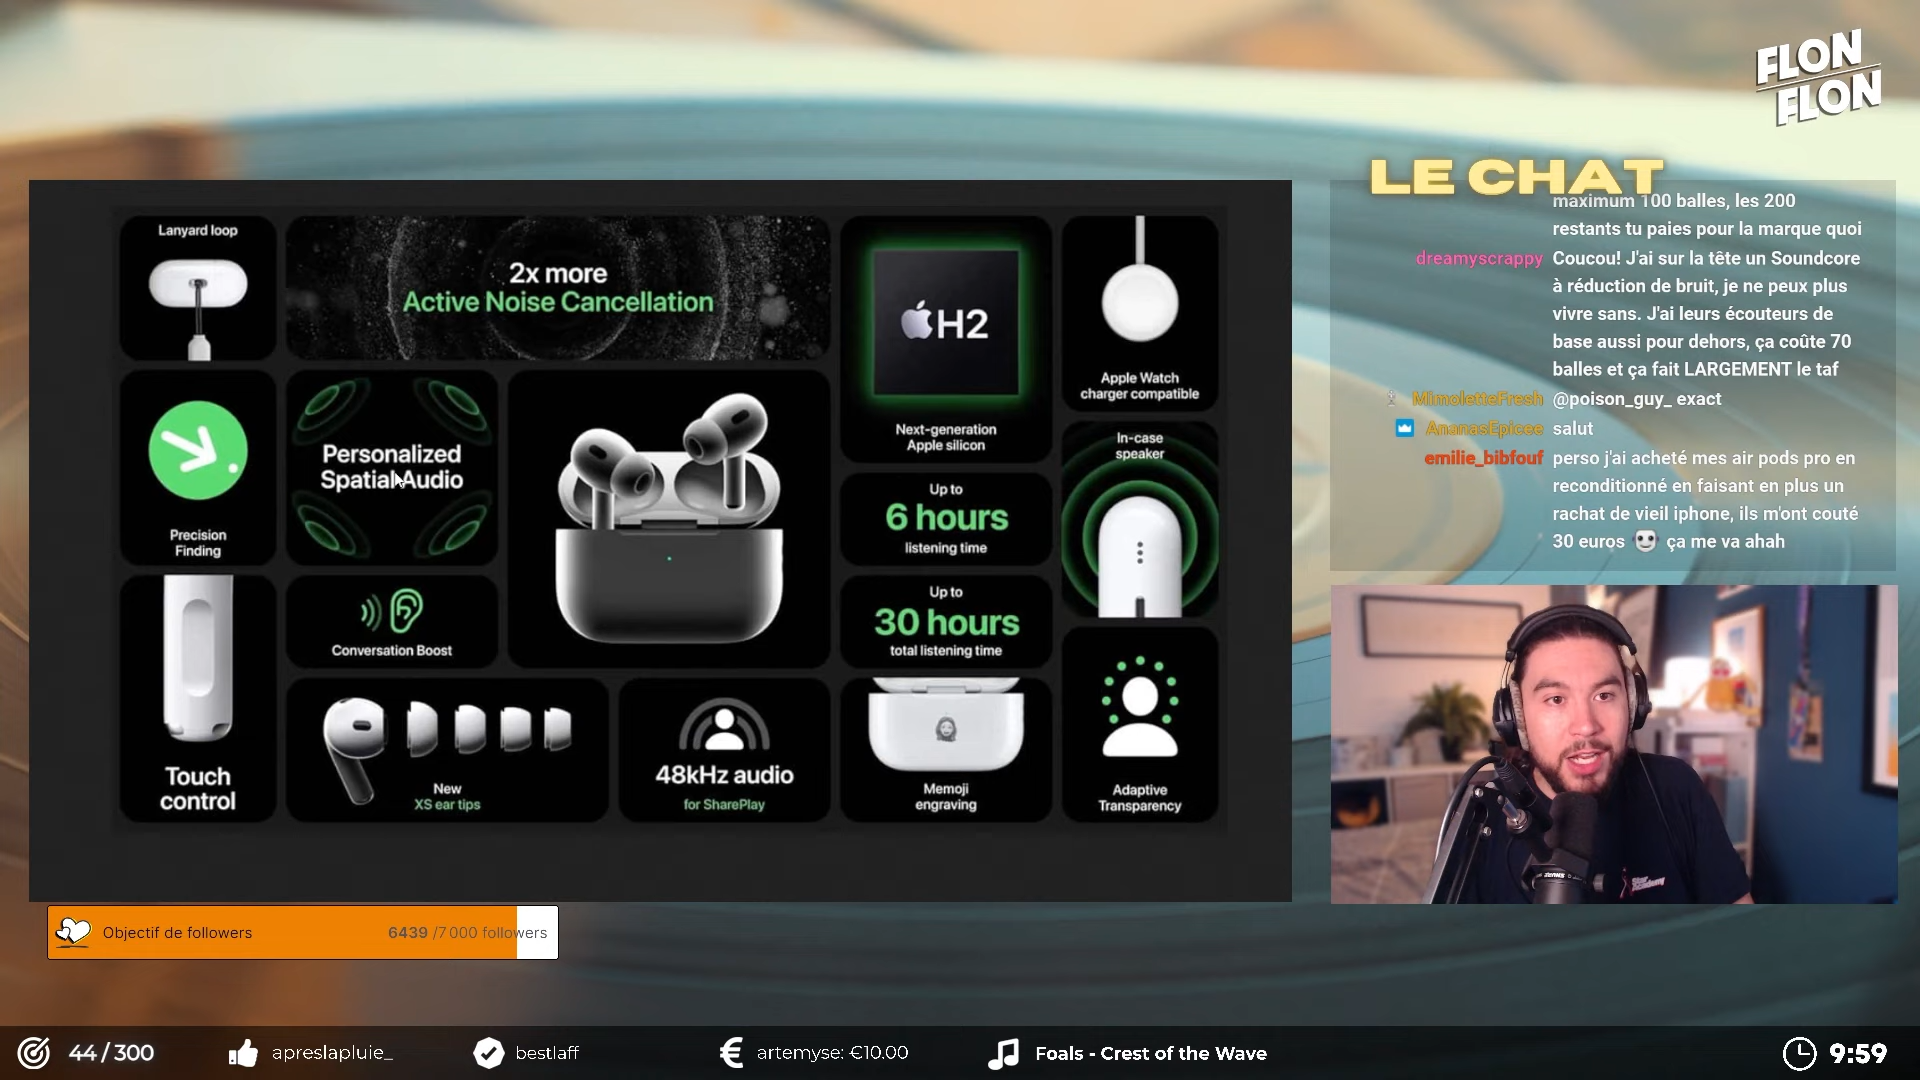 FLON
FLON
LE CHAT
maximum 100 balles, les 200
restants tu paies pour la marque quoi
dreamyscrappy Coucou! J'ai sur la tête un Soundcore
à réduction de bruit, je ne peux plus
vivre sans. J'ai leurs écouteurs de
base aussi pour dehors, ça coûte 70
balles et ça fait LARGEMENT le taf
MimoletteFresh @poison_guy_ exact
AnanasEpicee salut
emilie_bibfouf perso j'ai acheté mes air pods pro en
reconditionné en faisant en plus un
rachat de vieil iphone, ils m'ont couté
30 euros ça me va ahah
Lanyard loop
2x more
Active Noise Cancellation
H2
Next-generation
Apple silicon
Apple Watch
charger compatible
Precision
Finding
Personalized
Spatial Audio
Up to
6 hours
listening time
In-case
speaker
Conversation Boost
Up to
30 hours
total listening time
Touch
control
New
XS ear tips
48kHz audio
for SharePlay
Memoji
engraving
Adaptive
Transparency
Objectif de followers 6439 /7 000 followers
44 / 300
apreslapluie_
bestlaff
artemyse: €10.00
Foals - Crest of the Wave
9:59